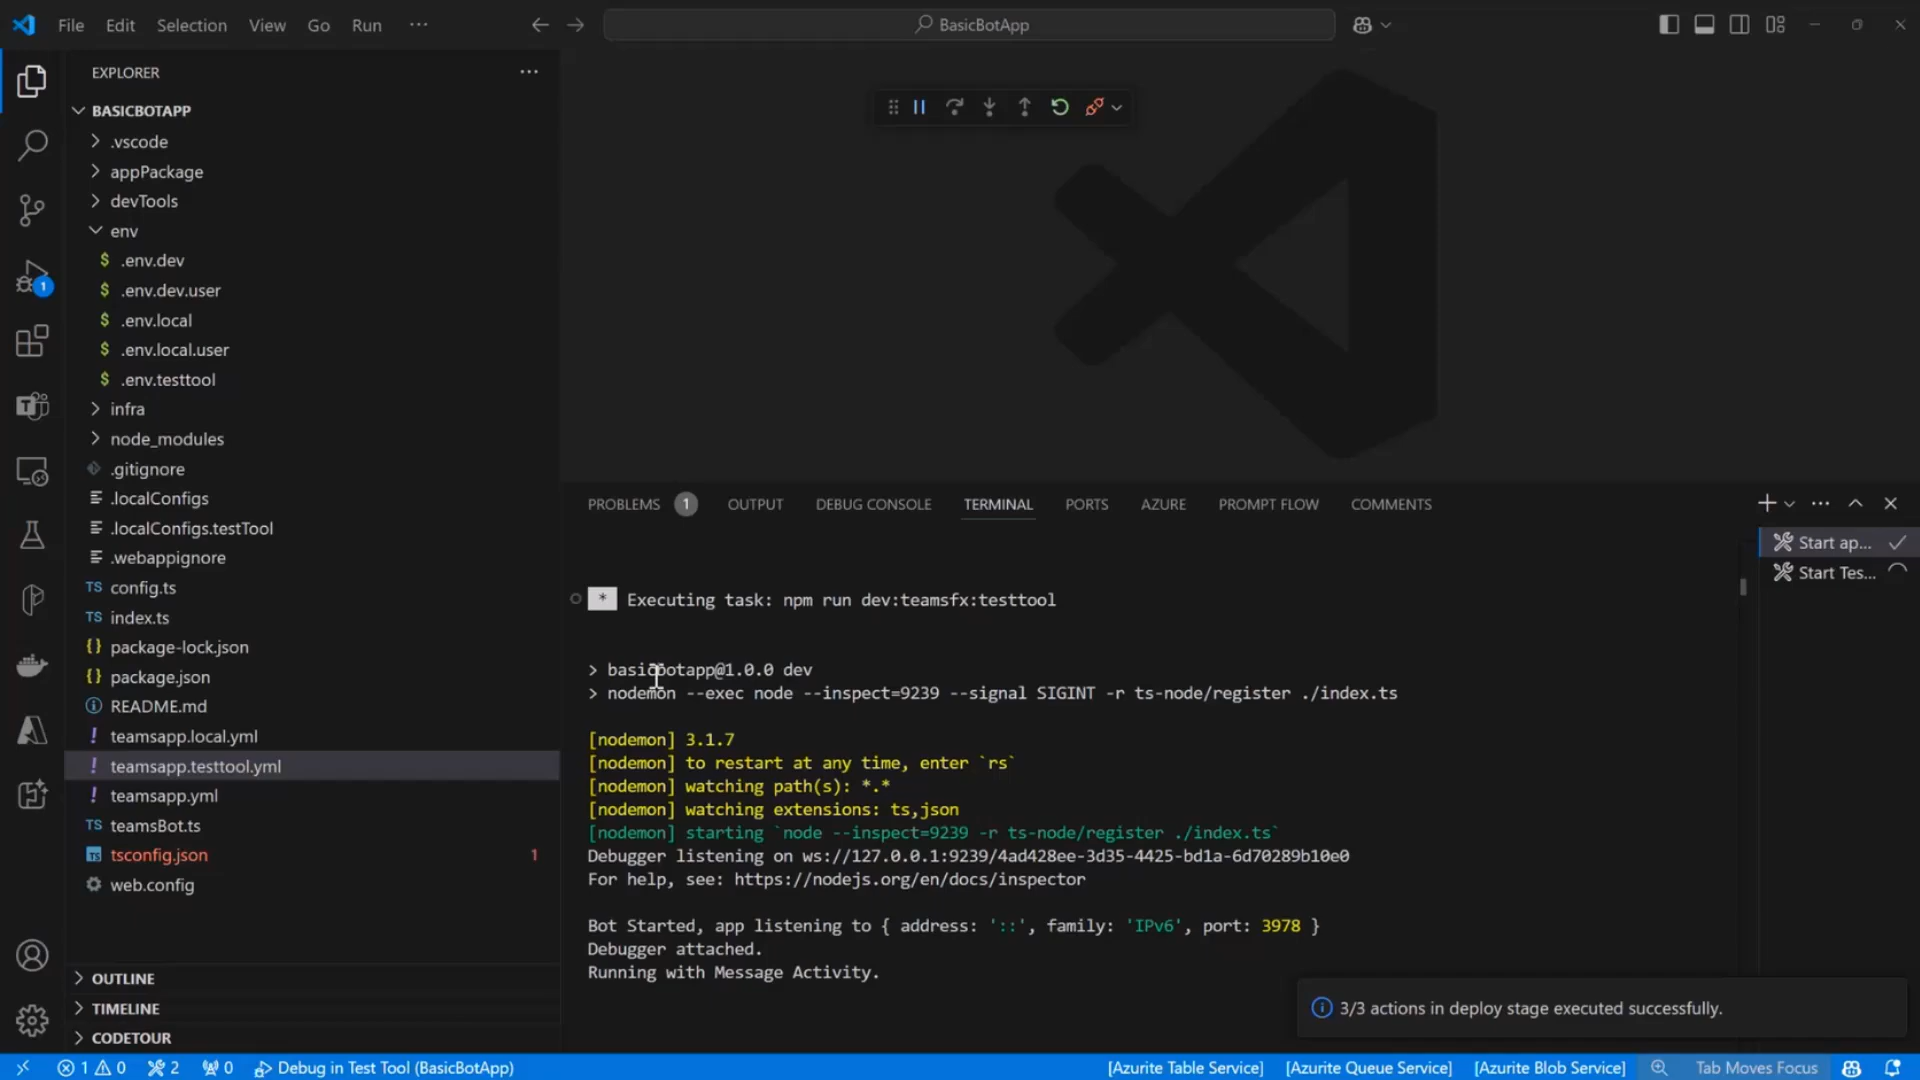 File Edit Selection View Go Run ···
BasicBotApp
EXPLORER
BASICBOTAPP
.vscode
appPackage
devTools
env
$ .env.dev
$ .env.dev.user
$ .env.local
$ .env.local.user
$ .env.testtool
infra
node_modules
.gitignore
.localConfigs
.localConfigs.testTool
.webappignore
TS config.ts
TS index.ts
{} package-lock.json
{} package.json
README.md
! teamsapp.local.yml
! teamsapp.testtool.yml
! teamsapp.yml
TS teamsBot.ts
tsconfig.json 1
web.config
OUTLINE
TIMELINE
CODETOUR
1
PROBLEMS 1 OUTPUT DEBUG CONSOLE TERMINAL PORTS AZURE PROMPT FLOW COMMENTS
Start ap...
Start Tes...
* Executing task: npm run dev:teamsfx:testtool
> basicbotapp@1.0.0 dev
> nodemon --exec node --inspect=9239 --signal SIGINT -r ts-node/register ./index.ts
[nodemon] 3.1.7
[nodemon] to restart at any time, enter `rs`
[nodemon] watching path(s): *.*
[nodemon] watching extensions: ts,json
[nodemon] starting `node --inspect=9239 -r ts-node/register ./index.ts`
Debugger listening on ws://127.0.0.1:9239/4ad428ee-3d35-4425-bd1a-6d70289b10e0
For help, see: https://nodejs.org/en/docs/inspector
Bot Started, app listening to { address: '::', family: 'IPv6', port: 3978 }
Debugger attached.
Running with Message Activity.
3/3 actions in deploy stage executed successfully.
1 0 2 0 Debug in Test Tool (BasicBotApp) [Azurite Table Service] [Azurite Queue Service] [Azurite Blob Service] Tab Moves Focus